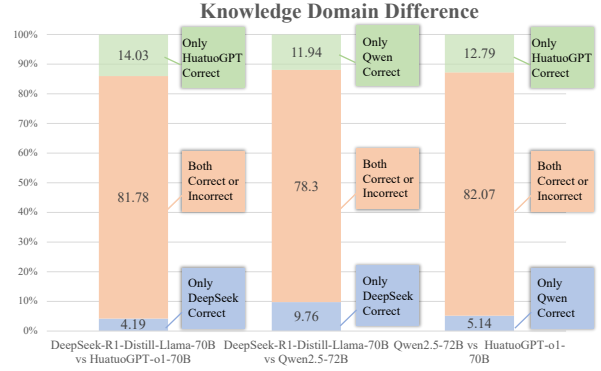 Knowledge Domain Difference
100%
90%
80%
70%
60%
50%
40%
30%
20%
10%
0%
14.03
81.78
4.19
Only
HuatuoGPT
Correct
Both
Correct or
Incorrect
Only
DeepSeek
Correct
11.94
78.3
9.76
Only
Qwen
Correct
Both
Correct or
Incorrect
Only
DeepSeek
Correct
12.79
82.07
5.14
Only
HuatuoGPT
Correct
Both
Correct or
Incorrect
Only
Qwen
Correct
DeepSeek-R1-Distill-Llama-70B
vs HuatuoGPT-o1-70B
DeepSeek-R1-Distill-Llama-70B
vs Qwen2.5-72B
Qwen2.5-72B vs HuatuoGPT-o1-
70B